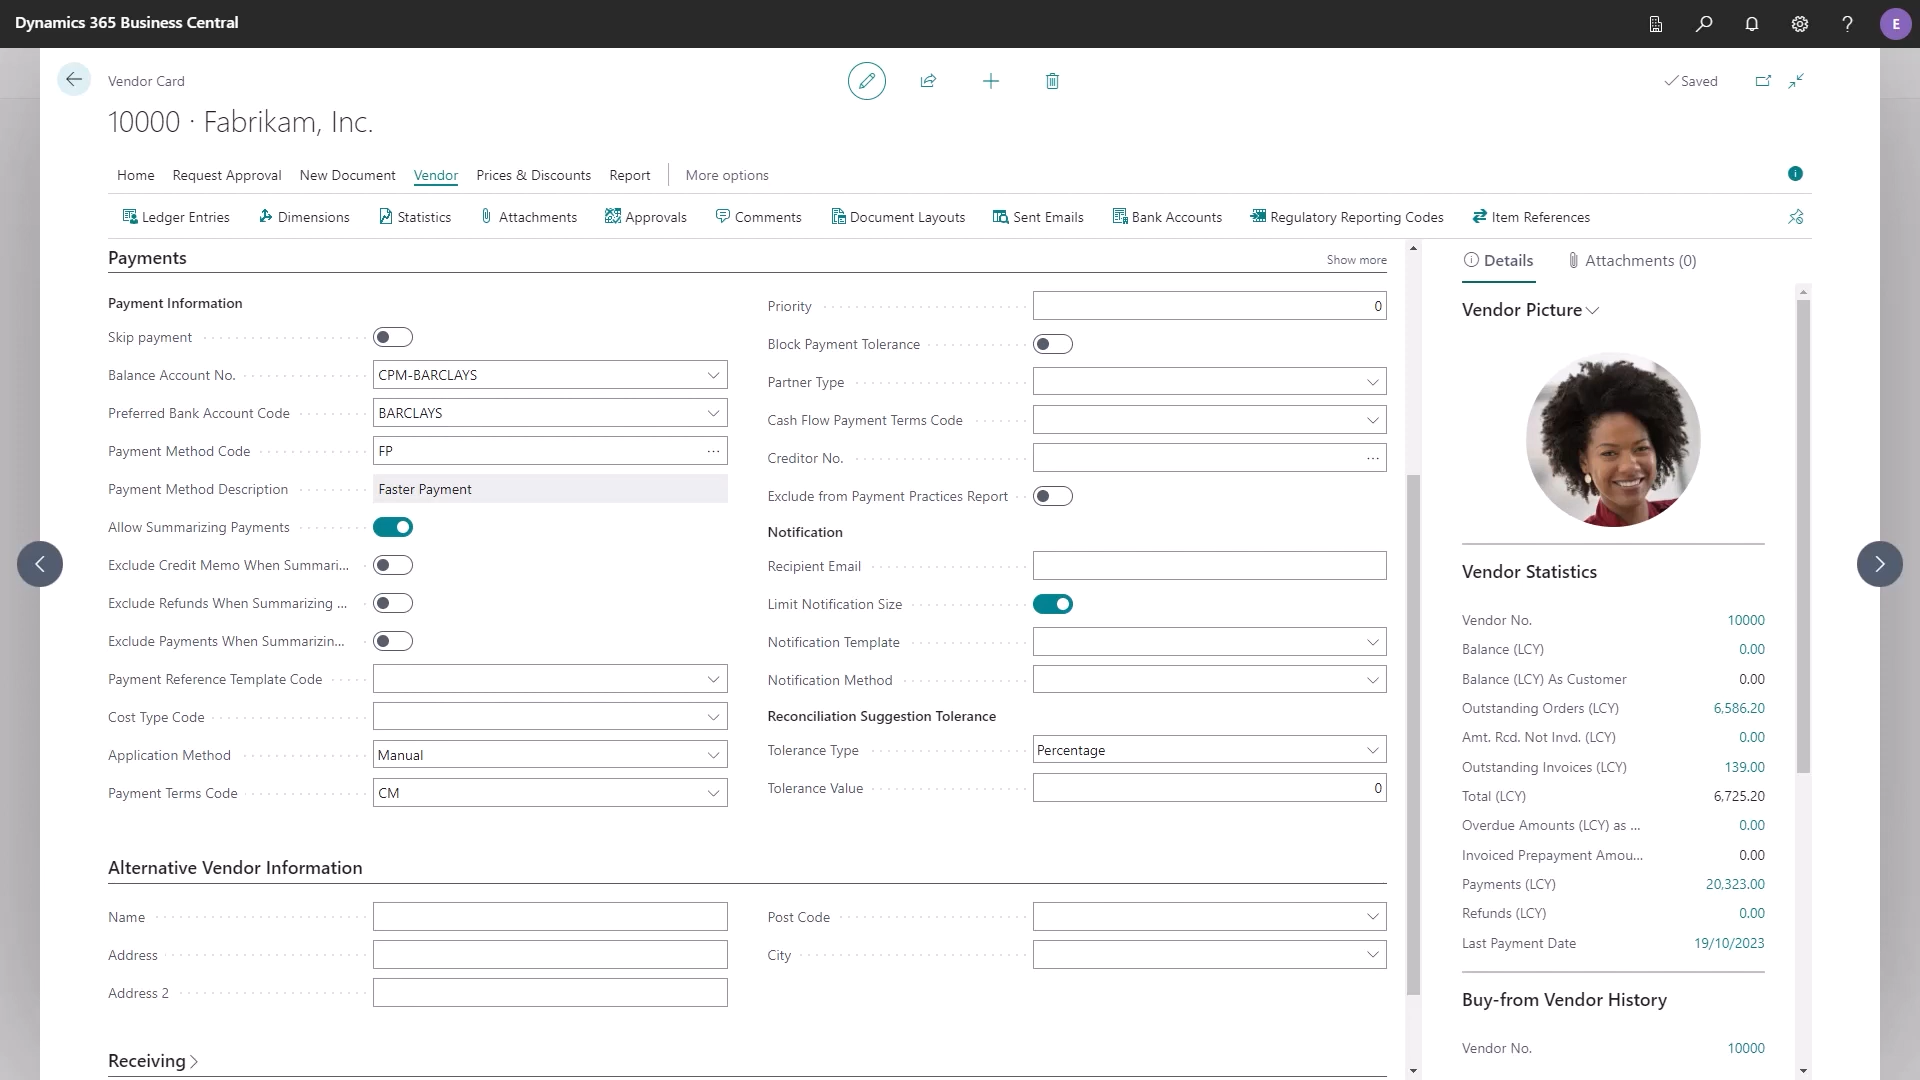 Dynamics 365 Business Central
E
Vendor Card
Saved
10000 · Fabrikam, Inc.
Home Request Approval New Document Vendor Prices & Discounts Report More options
Ledger Entries Dimensions Statistics Attachments Approvals Comments Document Layouts Sent Emails Bank Accounts Regulatory Reporting Codes Item References
Payments
Show more
Payment Information
Skip payment
Balance Account No. CPM-BARCLAYS
Preferred Bank Account Code BARCLAYS
Payment Method Code FP ...
Payment Method Description Faster Payment
Allow Summarizing Payments
Exclude Credit Memo When Summari...
Exclude Refunds When Summarizing ...
Exclude Payments When Summarizin...
Payment Reference Template Code
Cost Type Code
Application Method Manual
Payment Terms Code CM
Priority 0
Block Payment Tolerance
Partner Type
Cash Flow Payment Terms Code
Creditor No. ...
Exclude from Payment Practices Report
Notification
Recipient Email
Limit Notification Size
Notification Template
Notification Method
Reconciliation Suggestion Tolerance
Tolerance Type Percentage
Tolerance Value 0
Alternative Vendor Information
Name
Address
Address 2
Post Code
City
Receiving
Details Attachments (0)
Vendor Picture
Vendor Statistics
Vendor No. 10000
Balance (LCY) 0.00
Balance (LCY) As Customer 0.00
Outstanding Orders (LCY) 6,586.20
Amt. Rcd. Not Invd. (LCY) 0.00
Outstanding Invoices (LCY) 139.00
Total (LCY) 6,725.20
Overdue Amounts (LCY) as ... 0.00
Invoiced Prepayment Amou... 0.00
Payments (LCY) 20,323.00
Refunds (LCY) 0.00
Last Payment Date 19/10/2023
Buy-from Vendor History
Vendor No. 10000